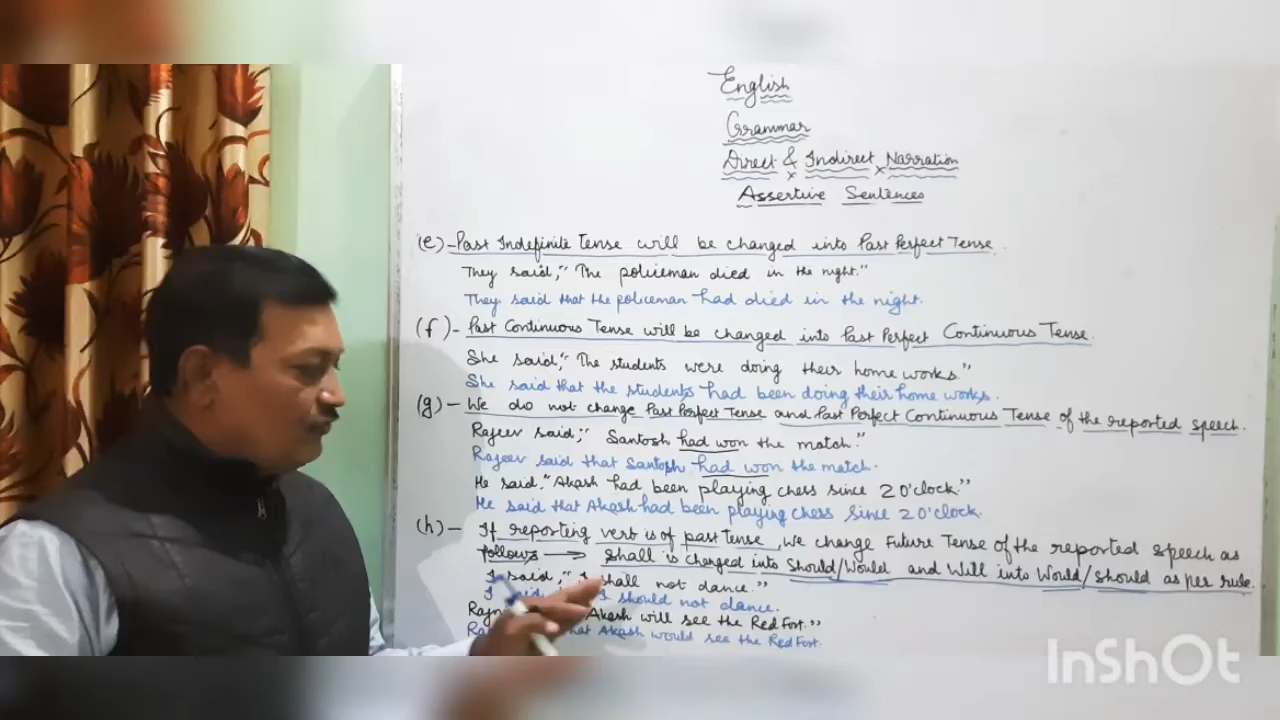 English
Grammar
Direct & Indirect Narration
Assertive Sentences
(e) - Past Indefinite Tense will be changed into Past Perfect Tense.
They said, "The policeman died in the night."
They said that the policeman had died in the night.
(f) - Past Continuous Tense will be changed into Past Perfect Continuous Tense.
She said, "The students were doing their home works."
She said that the students had been doing their home works.
(g) - We do not change Past Perfect Tense and Past Perfect Continuous Tense of the reported speech.
Rajeev said, "Santosh had won the match."
Rajeev said that Santosh had won the match.
He said, "Akash had been playing chess since 2 O'clock."
He said that Akash had been playing chess since 2 O'clock.
(h) - If reporting verb is of past tense, we change Future Tense of the reported speech as
follows → shall is changed into Should/Would and Will into Would/should as per rule.
I said, "I shall not dance."
I said I should not dance.
Akash will see the Red Fort."
that Akash would see the Red Fort.
InShOt